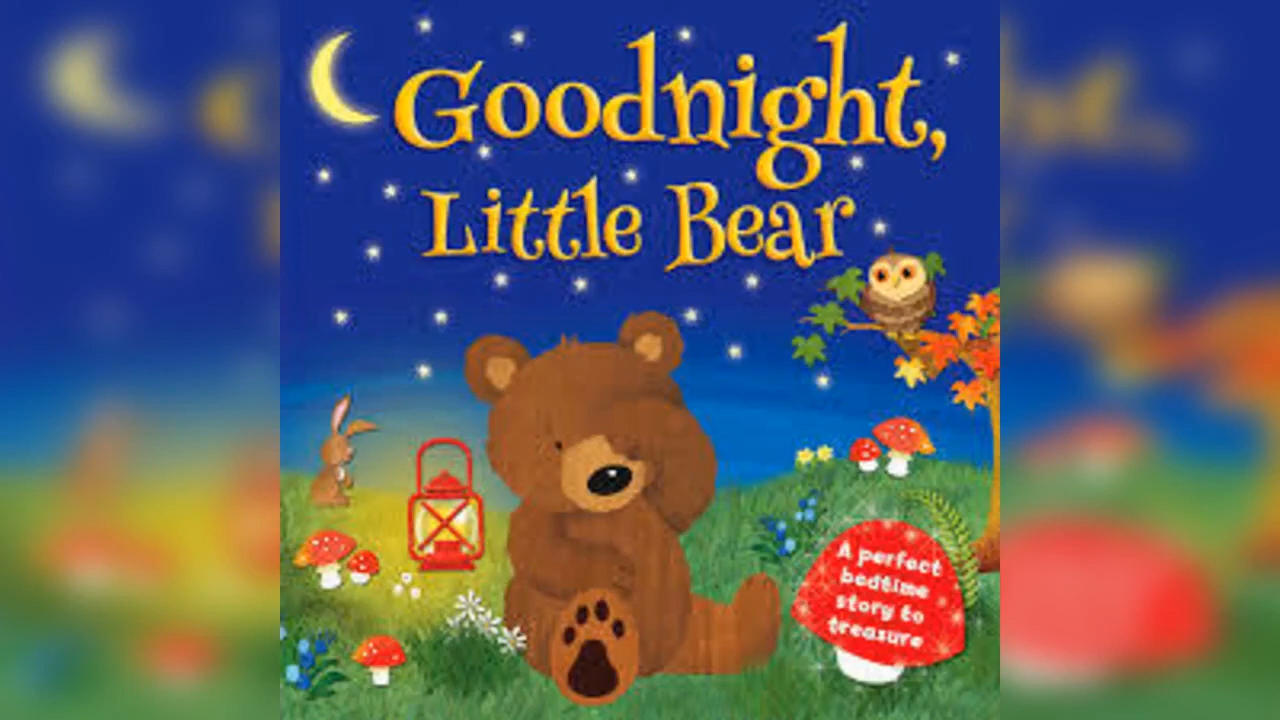 Goodnight,
Little Bear
A perfect
bedtime
story to
treasure